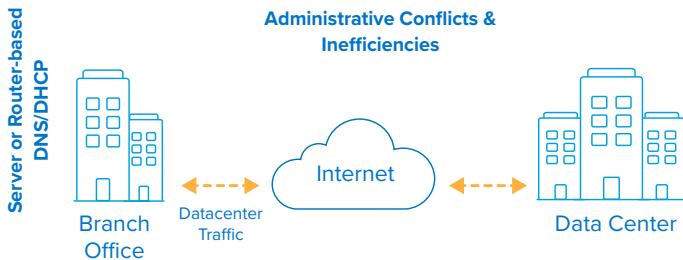 Administrative Conflicts &
Inefficiencies
Server or Router-based
DNS/DHCP
Internet
Datacenter
Traffic
Branch
Office
Data Center